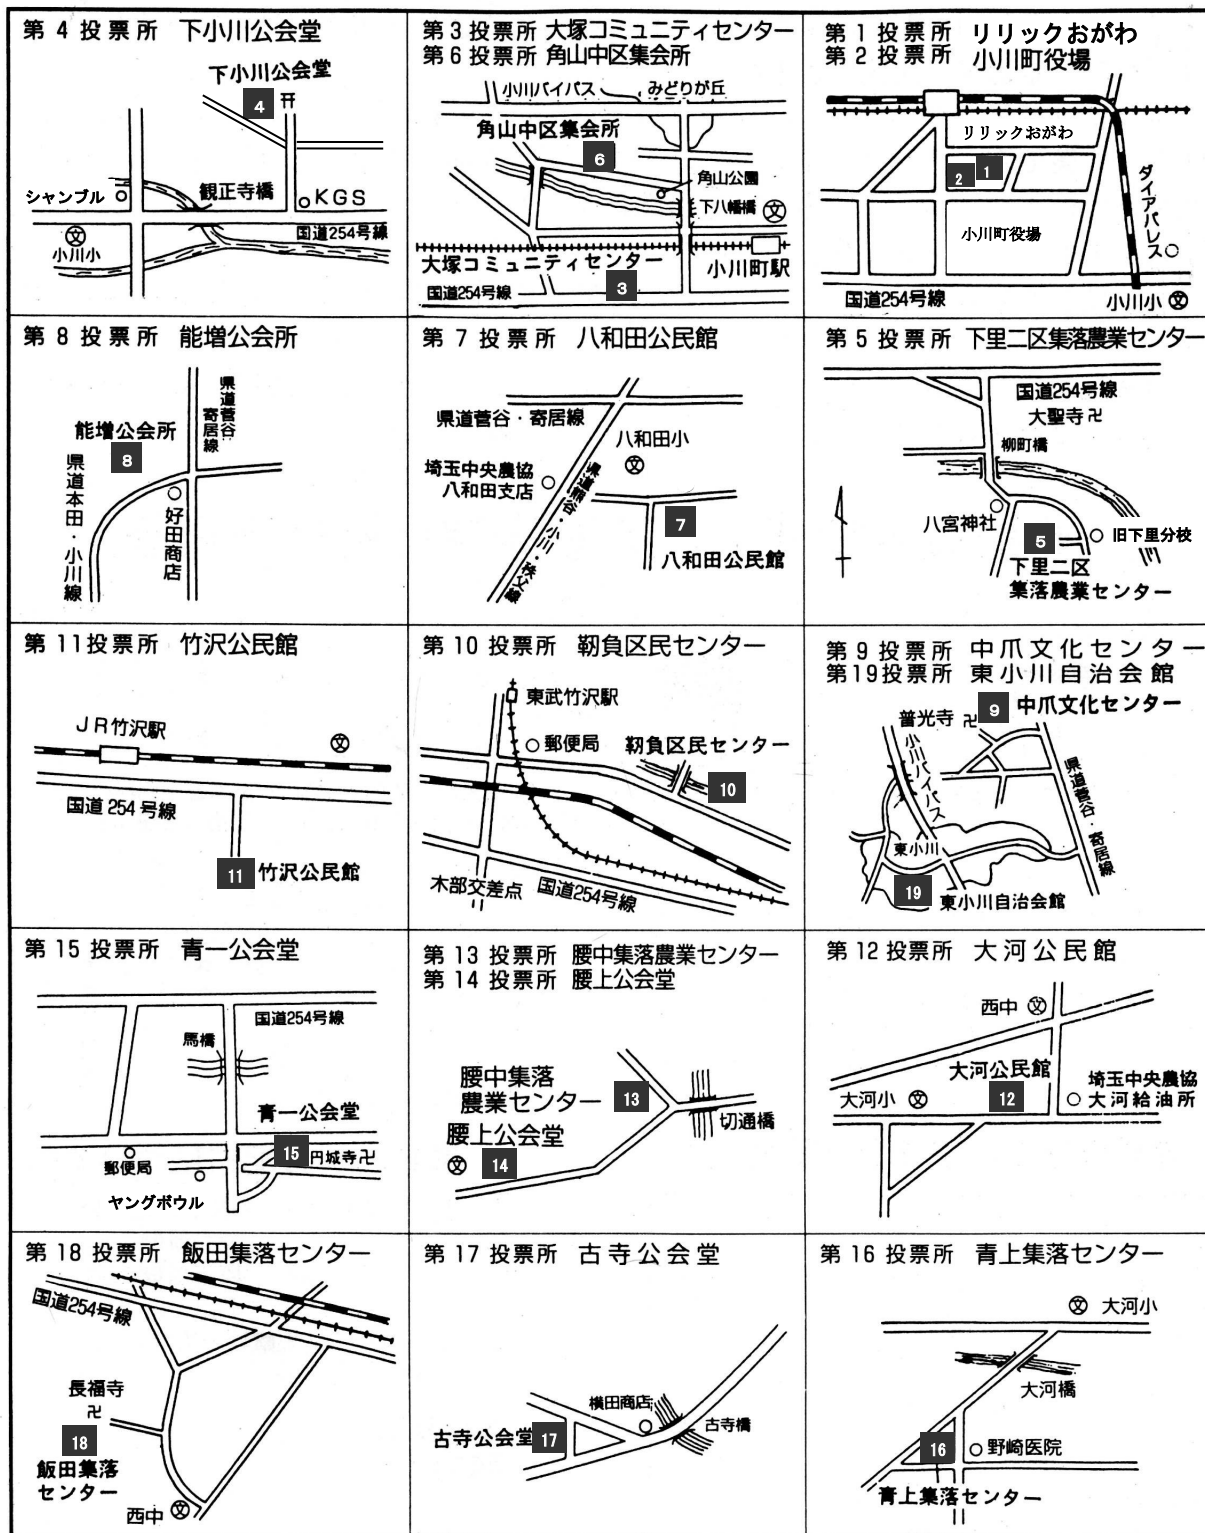 第 4 投票所 下小川公会堂
下小川公会堂
4
シャンブル
観正寺橋
KGS
国道254号線
小川小
第 3 投票所 大塚コミュニティセンター
第 6 投票所 角山中区集会所
小川バイパス
みどりが丘
角山中区集会所
6
角山公園
下八幡橋
大塚コミュニティセンター
小川町駅
国道254号線
3
第 1 投票所 リリックおがわ
第 2 投票所 小川町役場
リリックおがわ
2
1
ダイアパレス
小川町役場
国道254号線
小川小
第 8 投票所 能増公会所
県道菅谷・寄居線
能増公会所
8
県道本田・小川線
好田商店
第 7 投票所 八和田公民館
県道菅谷・寄居線
八和田小
埼玉中央農協
八和田支店
県道熊谷・小川・秩父線
7
八和田公民館
第 5 投票所 下里二区集落農業センター
国道254号線
大聖寺
柳町橋
八宮神社
5
旧下里分校
下里二区
集落農業センター
第 11 投票所 竹沢公民館
JR竹沢駅
国道254号線
11
竹沢公民館
第 10 投票所 靭負区民センター
東武竹沢駅
郵便局
靭負区民センター
10
木部交差点
国道254号線
第 9 投票所 中爪文化センター
第19投票所 東小川自治会館
普光寺
9
中爪文化センター
小川バイパス
県道菅谷・寄居線
東小川
19
東小川自治会館
第 15 投票所 青一公会堂
国道254号線
馬橋
青一公会堂
15
円城寺
郵便局
ヤングボウル
第 13 投票所 腰中集落農業センター
第 14 投票所 腰上公会堂
腰中集落
農業センター
13
切通橋
腰上公会堂
14
第 12 投票所 大河公民館
西中
大河公民館
12
大河小
埼玉中央農協
大河給油所
第 18 投票所 飯田集落センター
国道254号線
長福寺
18
飯田集落
センター
西中
第 17 投票所 古寺公会堂
横田商店
古寺橋
古寺公会堂
17
第 16 投票所 青上集落センター
大河小
大河橋
16
野崎医院
青上集落センター